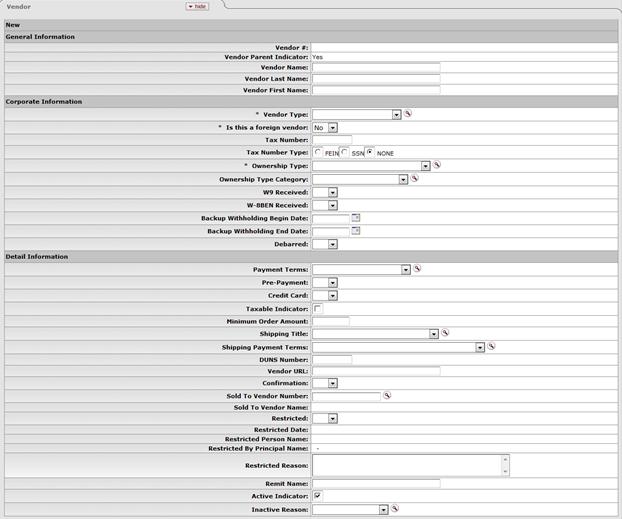 Vendor hide
New
General Information
Vendor #:
Vendor Parent Indicator: Yes
Vendor Name:
Vendor Last Name:
Vendor First Name:
Corporate Information
* Vendor Type:
* Is this a foreign vendor: No
Tax Number:
Tax Number Type: FEIN SSN NONE
* Ownership Type:
Ownership Type Category:
W9 Received:
W-8BEN Received:
Backup Withholding Begin Date:
Backup Withholding End Date:
Debarred:
Detail Information
Payment Terms:
Pre-Payment:
Credit Card:
Taxable Indicator:
Minimum Order Amount:
Shipping Title:
Shipping Payment Terms:
DUNS Number:
Vendor URL:
Confirmation:
Sold To Vendor Number:
Sold To Vendor Name:
Restricted:
Restricted Date:
Restricted Person Name:
Restricted By Principal Name: -
Restricted Reason:
Remit Name:
Active Indicator:
Inactive Reason: